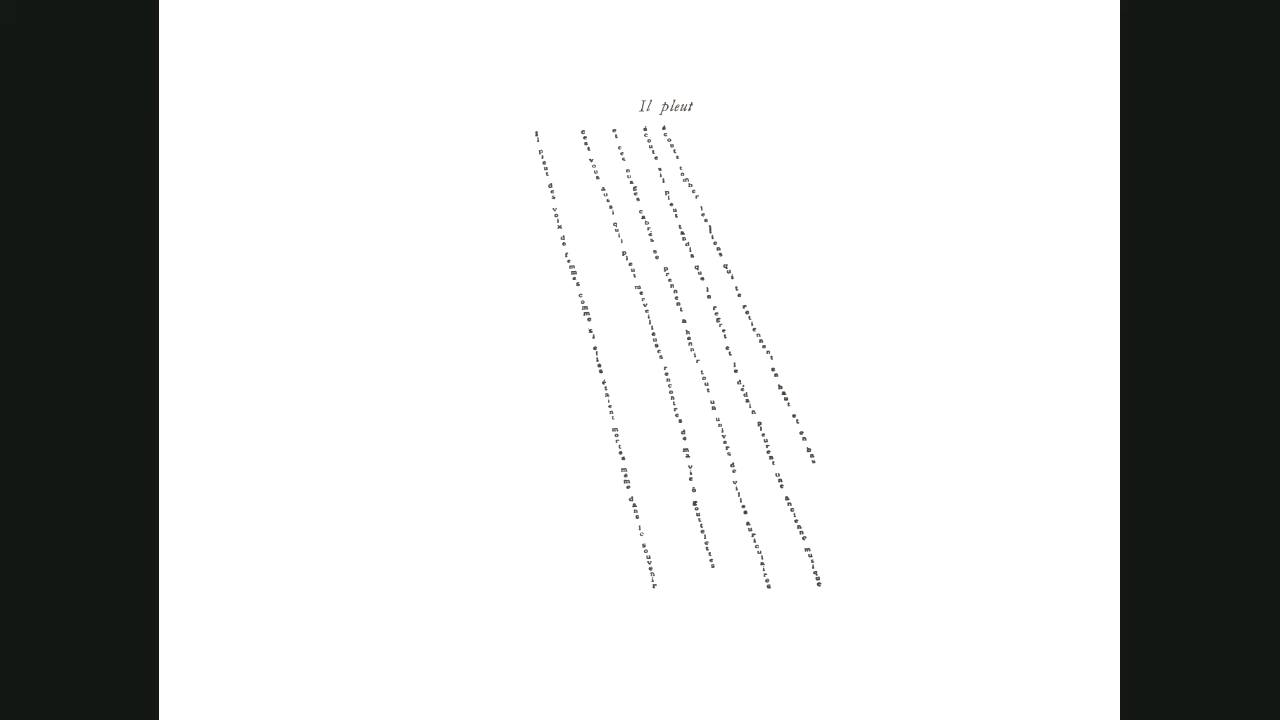 Il pleut
il pleut des voix de femmes comme si elles étaient mortes même dans le souvenir
c'est vous aussi qu'il pleut merveilleuses rencontres de ma vie ô gouttelettes
et ces nuages cabrés se prennent à hennir tout un univers de villes auriculaires
écoute s'il pleut tandis que le regret et le dédain pleurent une ancienne musique
écoute tomber les liens qui te retiennent en haut et en bas